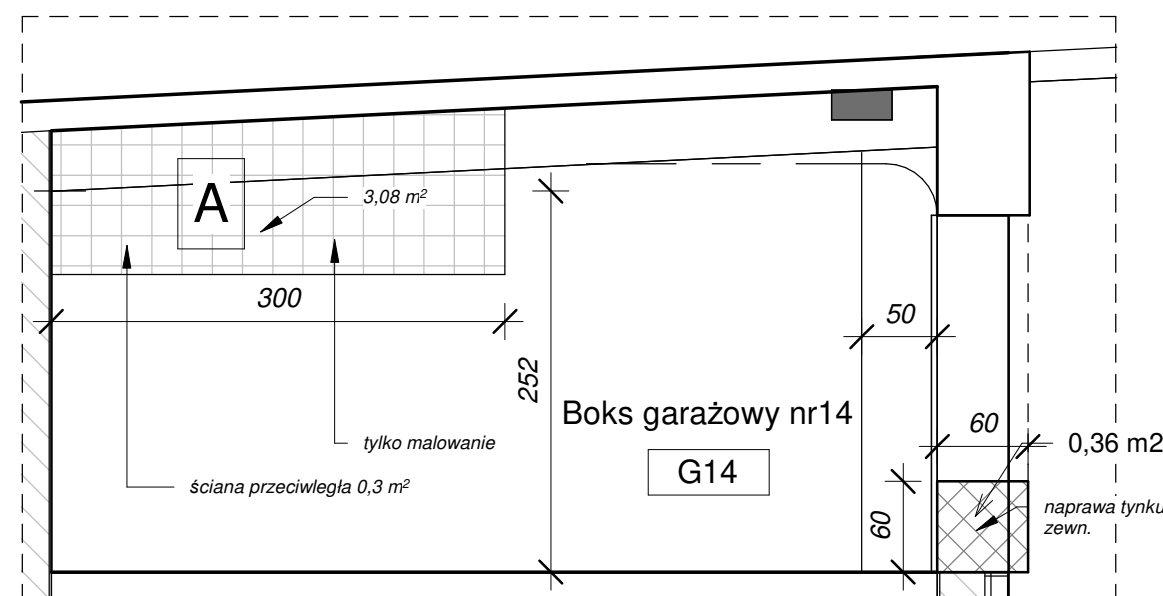 A
3,08 m²
300
50
252
Boks garażowy nr14
60
0,36 m2
tylko malowanie
G14
ściana przeciwległa 0,3 m²
60
naprawa tynku
zewn.